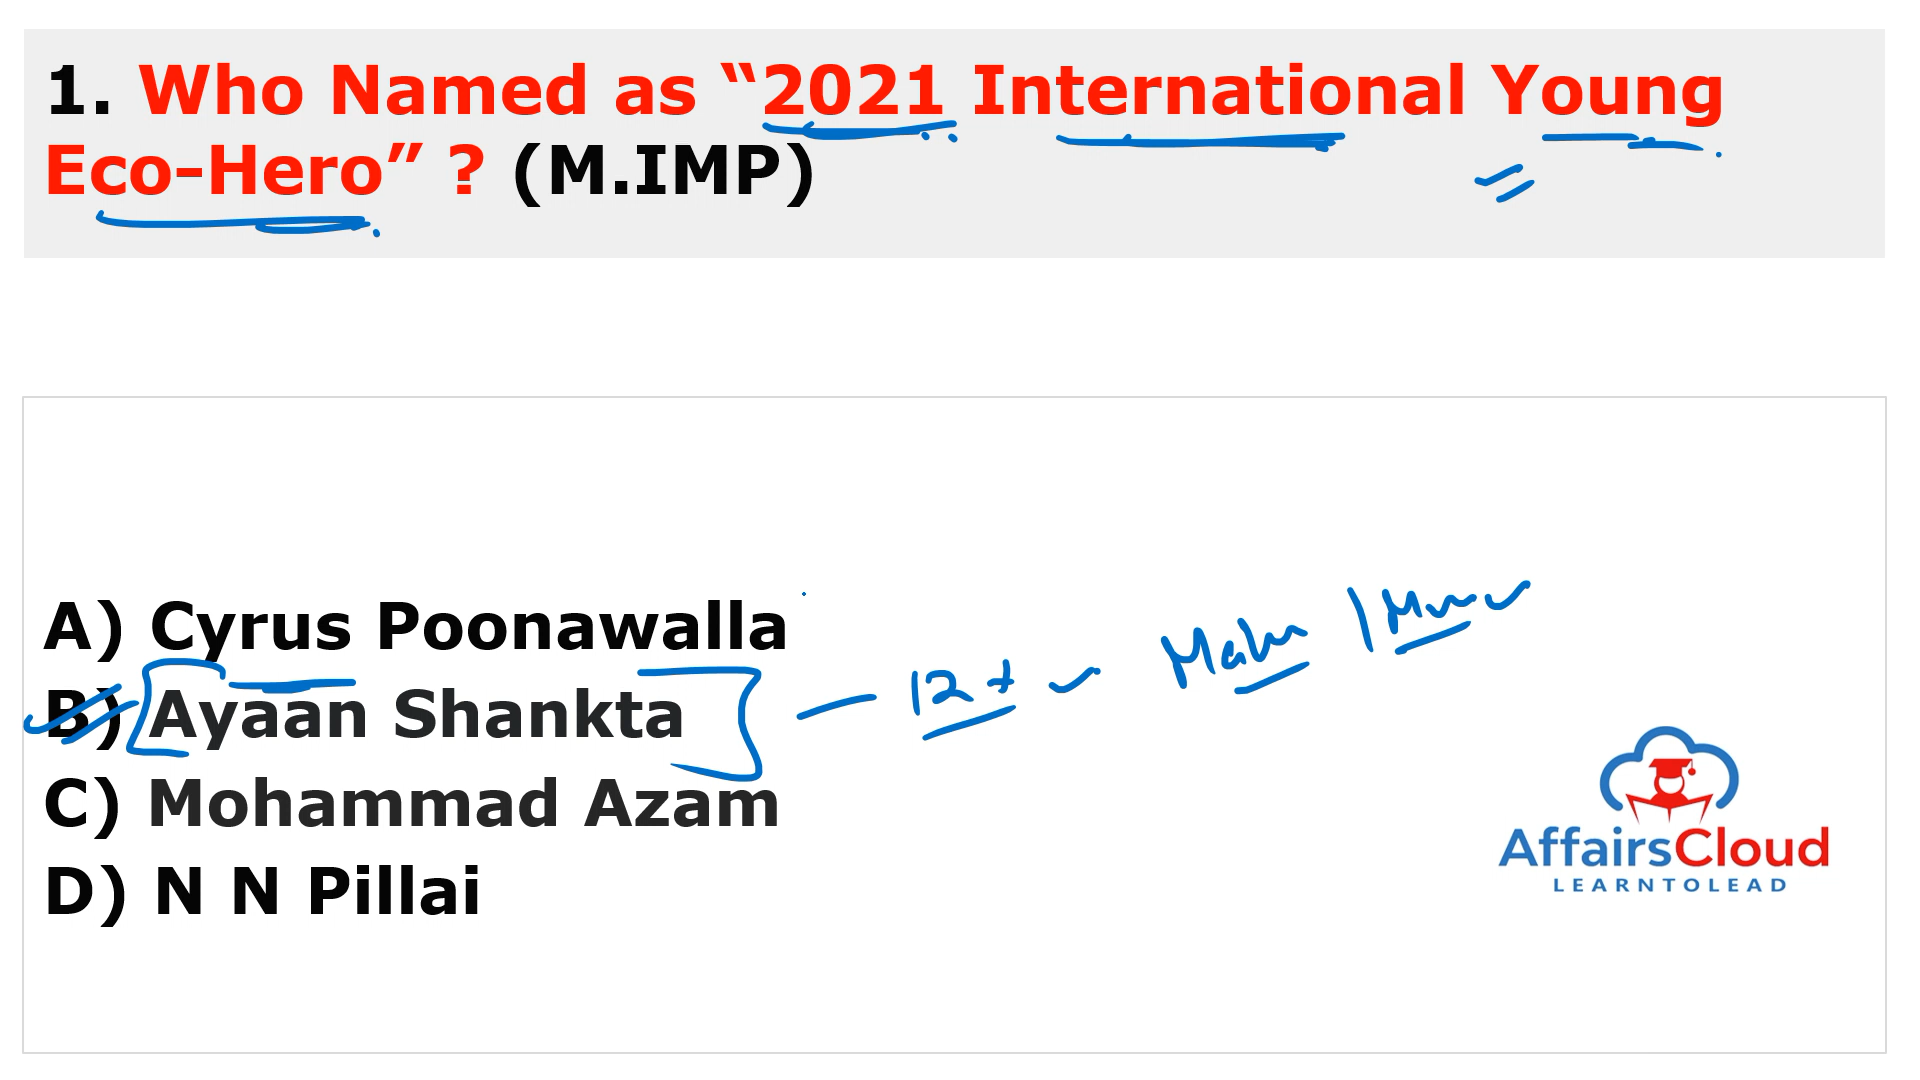 1. Who Named as “2021 International Young
Eco-Hero” ? (M.IMP)
A) Cyrus Poonawalla
B) Ayaan Shankta
12 +
C) Mohammad Azam
D) N N Pillai
AffairsCloud
LEARNTOLEAD